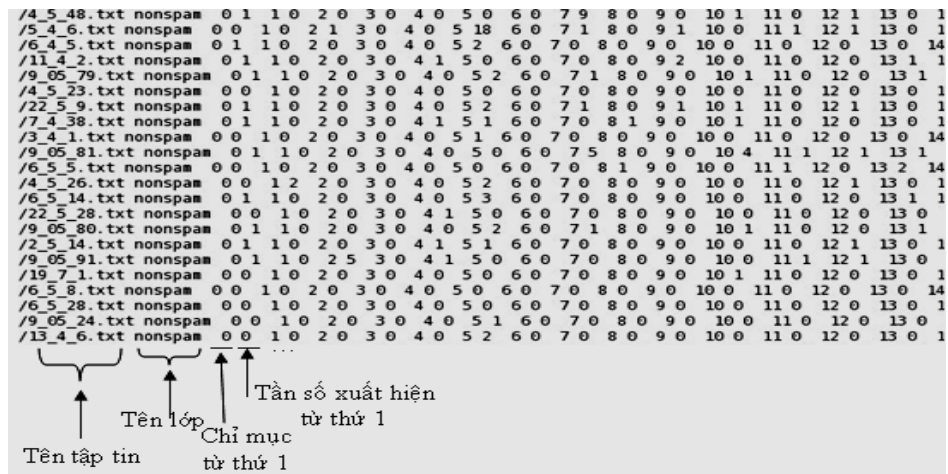 /4_5_48.txt nonspam 0 1 1 0 2 0 3 0 4 0 5 0 6 0 7 9 8 0 9 0 10 1 11 0 12 0 13 0 1
/5_4_6.txt nonspam 0 0 1 0 2 1 3 0 4 0 5 18 6 0 7 1 8 0 9 1 10 0 11 1 12 1 13 0 1
/6_4_5.txt nonspam 0 1 1 0 2 0 3 0 4 0 5 2 6 0 7 0 8 0 9 0 10 0 11 0 12 0 13 0 14
/11_4_2.txt nonspam 0 1 1 0 2 0 3 0 4 1 5 0 6 0 7 0 8 0 9 2 10 0 11 0 12 0 13 1 1
/9_05_79.txt nonspam 0 1 1 0 2 0 3 0 4 0 5 2 6 0 7 1 8 0 9 0 10 1 11 0 12 0 13 1
/4_5_23.txt nonspam 0 0 1 0 2 0 3 0 4 0 5 0 6 0 7 0 8 0 9 0 10 0 11 0 12 0 13 0 1
/22_5_9.txt nonspam 0 1 1 0 2 0 3 0 4 0 5 2 6 0 7 1 8 0 9 1 10 1 11 0 12 1 13 0 1
/7_4_38.txt nonspam 0 1 1 0 2 0 3 0 4 1 5 1 6 0 7 0 8 1 9 0 10 1 11 0 12 0 13 0 1
/3_4_1.txt nonspam 0 0 1 0 2 0 3 0 4 0 5 1 6 0 7 0 8 0 9 0 10 0 11 0 12 0 13 0 14
/9_05_81.txt nonspam 0 1 1 0 2 0 3 0 4 0 5 0 6 0 7 5 8 0 9 0 10 4 11 1 12 1 13 1
/6_5_5.txt nonspam 0 0 1 0 2 0 3 0 4 0 5 0 6 0 7 0 8 1 9 0 10 0 11 0 12 1 13 2 14
/4_5_26.txt nonspam 0 0 1 2 2 0 3 0 4 0 5 2 6 0 7 0 8 0 9 0 10 0 11 0 12 1 13 0 1
/6_5_14.txt nonspam 0 1 1 0 2 0 3 0 4 0 5 3 6 0 7 0 8 0 9 0 10 0 11 0 12 0 13 1 1
/22_5_28.txt nonspam 0 0 1 0 2 0 3 0 4 1 5 0 6 0 7 0 8 0 9 0 10 0 11 0 12 0 13 0
/9_05_80.txt nonspam 0 1 1 0 2 0 3 0 4 0 5 2 6 0 7 1 8 0 9 0 10 1 11 0 12 0 13 1
/2_5_14.txt nonspam 0 1 1 0 2 0 3 0 4 1 5 1 6 0 7 0 8 0 9 0 10 0 11 0 12 1 13 0 1
/9_05_91.txt nonspam 0 1 1 0 2 5 3 0 4 1 5 0 6 0 7 0 8 0 9 0 10 0 11 1 12 1 13 0
/19_7_1.txt nonspam 0 0 1 0 2 0 3 0 4 0 5 0 6 0 7 0 8 0 9 0 10 1 11 0 12 0 13 0 1
/6_5_8.txt nonspam 0 0 1 0 2 0 3 0 4 0 5 0 6 0 7 0 8 0 9 0 10 0 11 0 12 0 13 0 14
/6_5_28.txt nonspam 0 0 1 0 2 0 3 0 4 0 5 0 6 0 7 0 8 0 9 0 10 0 11 0 12 0 13 0 1
/9_05_24.txt nonspam 0 0 1 0 2 0 3 0 4 0 5 1 6 0 7 0 8 0 9 0 10 0 11 0 12 0 13 0
/13_4_6.txt nonspam 0 0 1 0 2 0 3 0 4 0 5 2 6 0 7 0 8 0 9 0 10 0 11 0 12 0 13 0 1
...
Tần số xuất hiện
từ thứ 1
Tên lớp
Chỉ mục
từ thứ 1
Tên tập tin